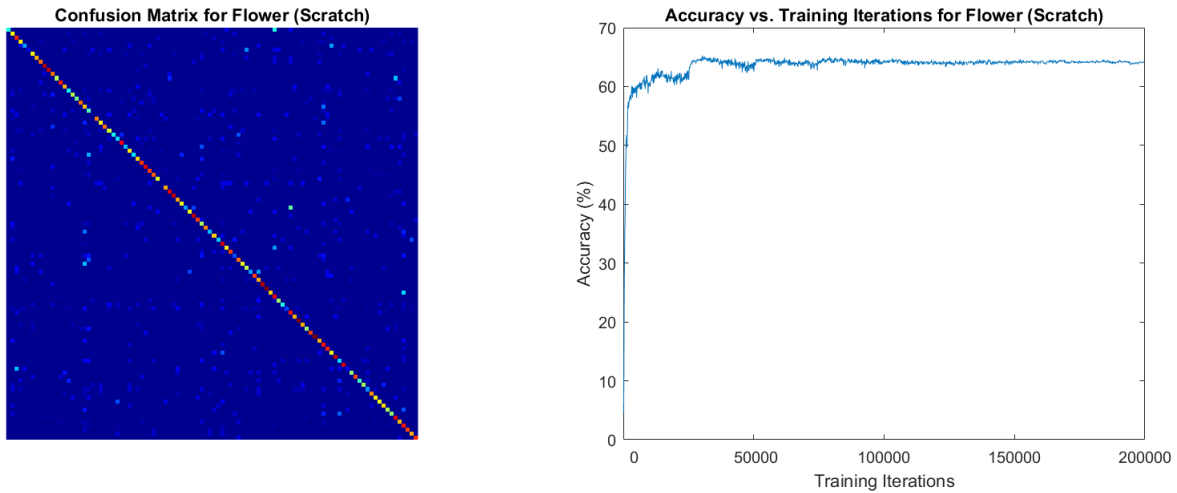 Confusion Matrix for Flower (Scratch)
Accuracy vs. Training Iterations for Flower (Scratch)
70
60
50
40
30
20
10
0
Accuracy (%)
0 50000 100000 150000 200000
Training Iterations